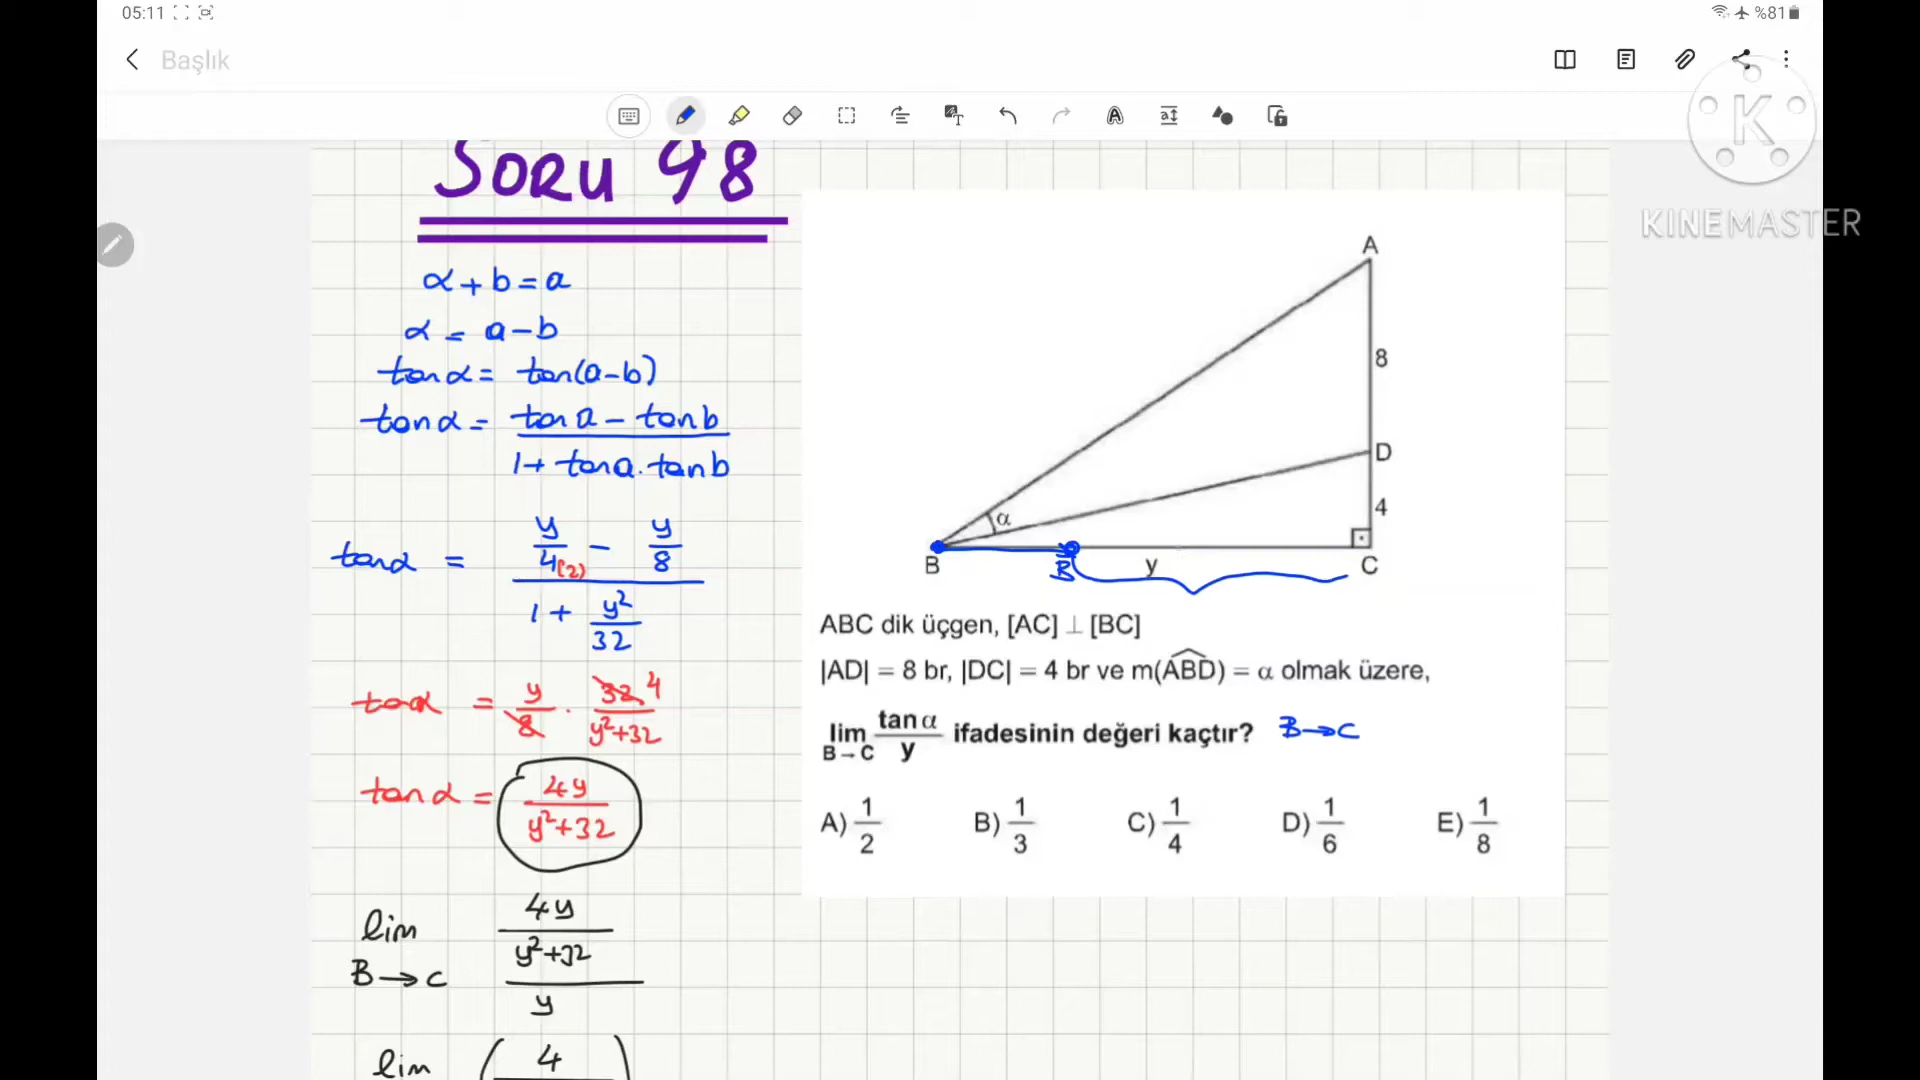 05:11
%81
Başlık
KINEMASTER
SORU 98
α + b = a
α = a - b
tanα = tan(a-b)
tanα = (tan a - tan b) / (1 + tan a . tan b)
tanα = (y/4(2) - y/8) / (1 + y²/32)
tanα = y/8 . 32 4/(y²+32)
tanα = 4y/(y²+32)
lim B→C (4y/(y²+32))/y
lim (4
A
8
D
4
α
B
B
y
C
ABC dik üçgen, [AC] ⊥ [BC]
|AD| = 8 br, |DC| = 4 br ve m(ABD) = α olmak üzere,
lim B→C tan α / y ifadesinin değeri kaçtır? B→C
A) 1/2 B) 1/3 C) 1/4 D) 1/6 E) 1/8